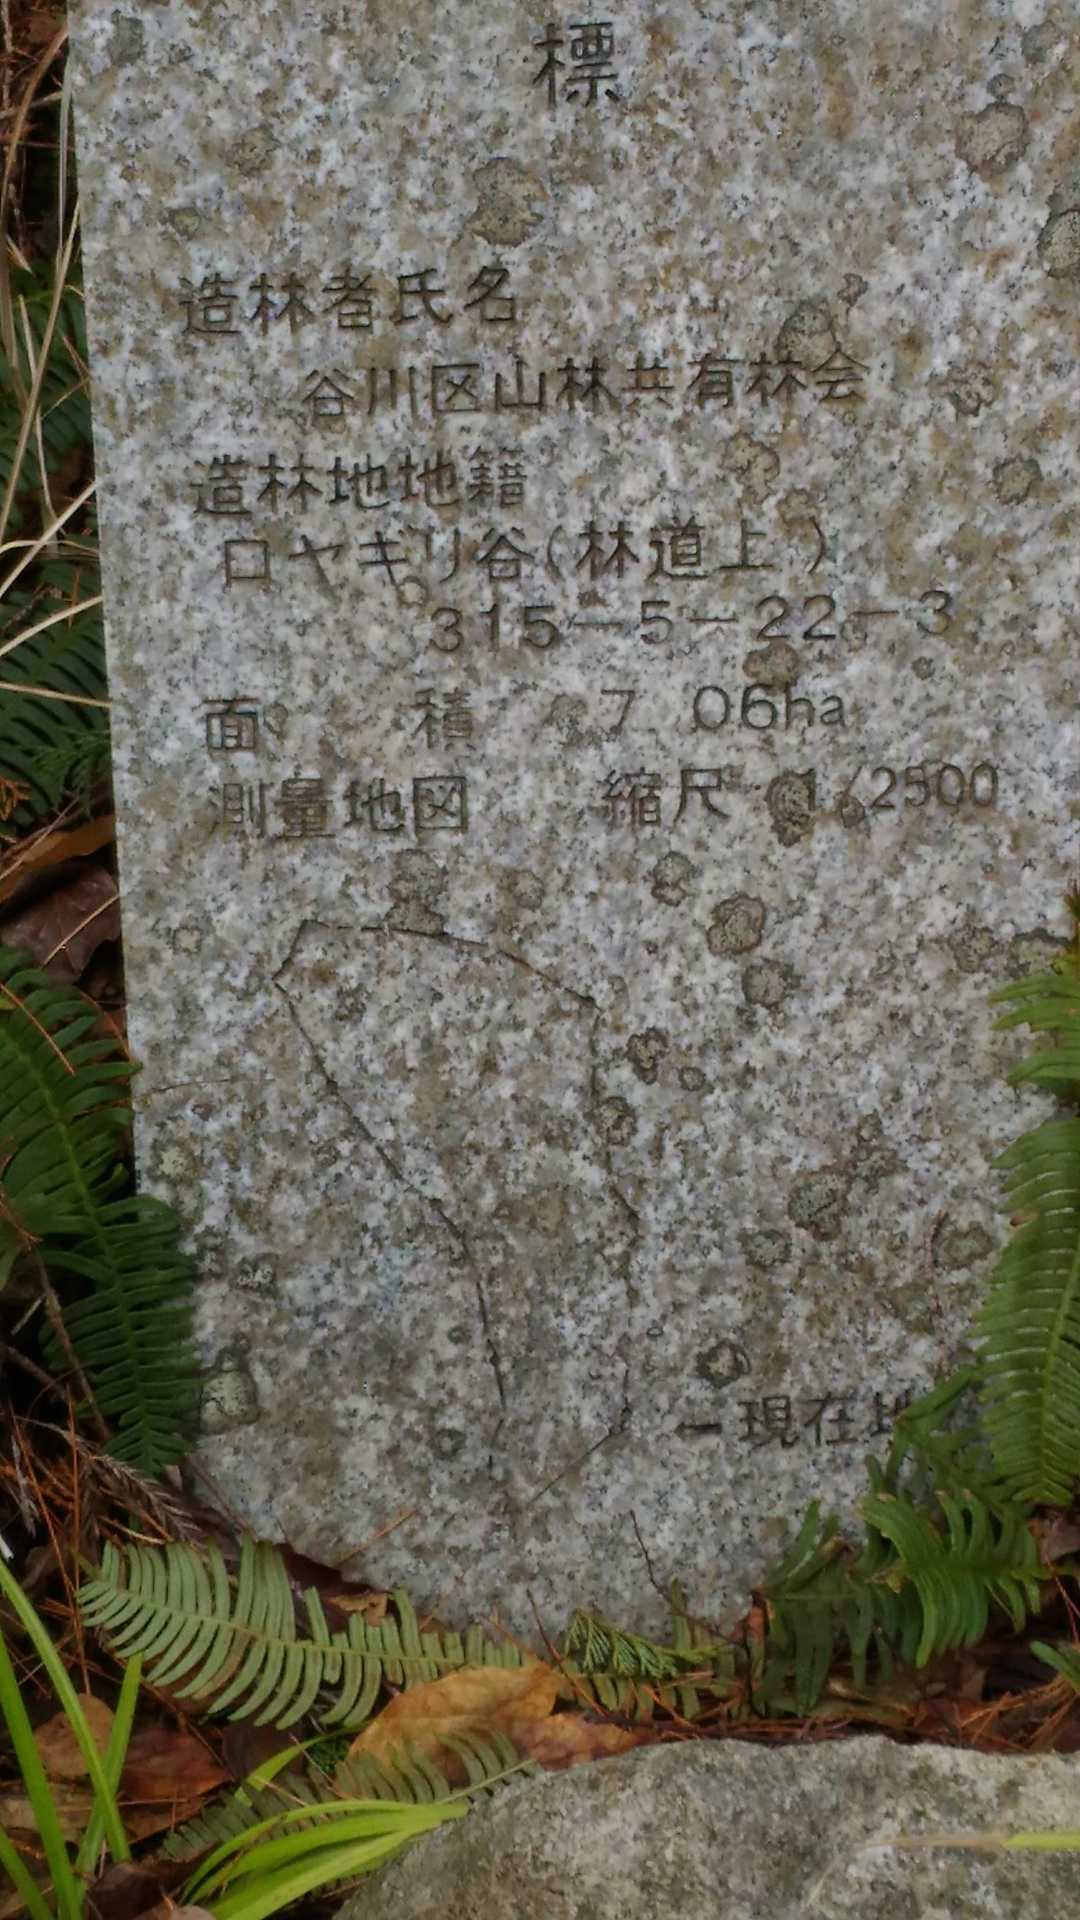 標
造林者氏名
谷川区山林共有林会
造林地地籍
ロヤギリ谷(林道上)
315-5-22-3
面 積 7.06ha
測量地図 縮尺 1/2500
-現在地